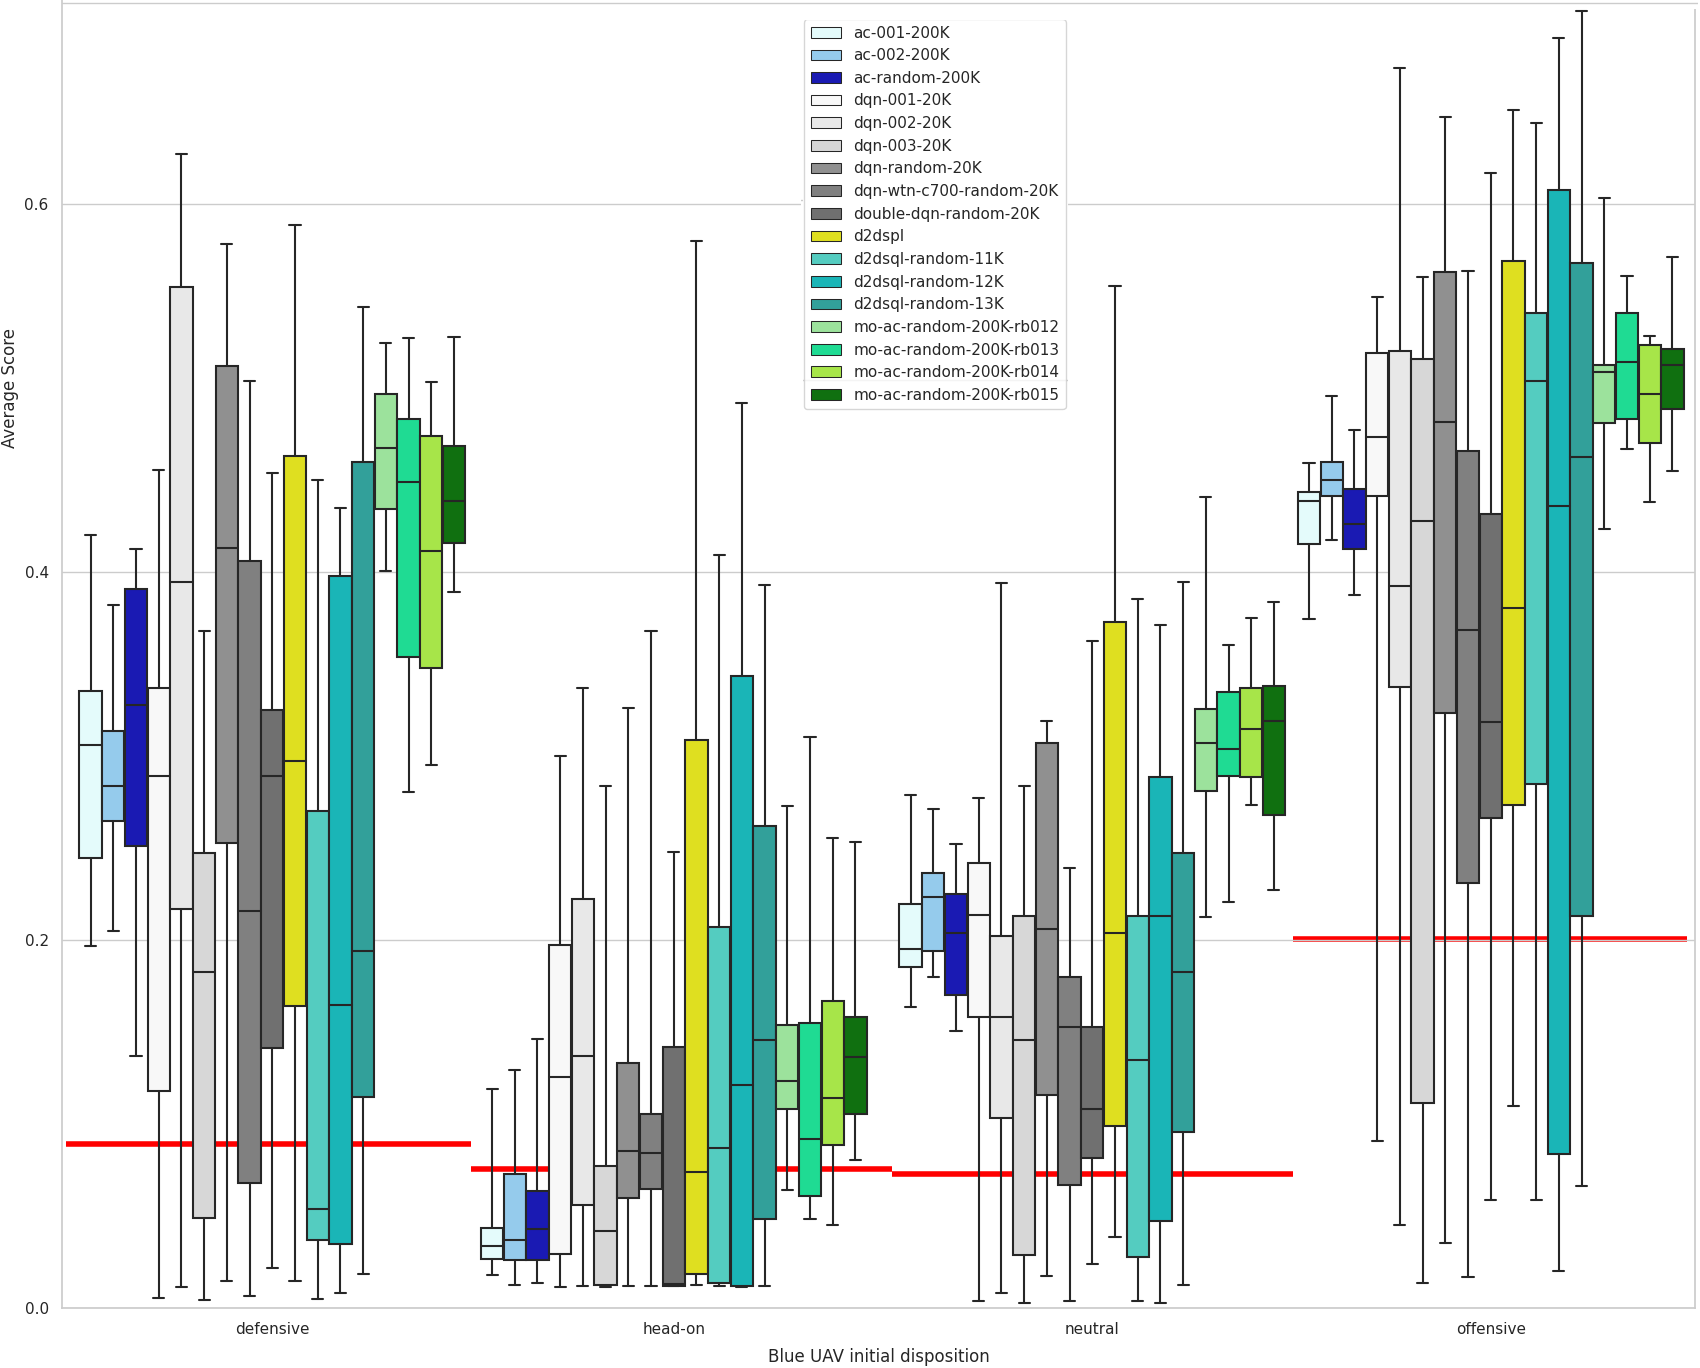 ac-001-200K
ac-002-200K
ac-random-200K
dqn-001-20K
dqn-002-20K
dqn-003-20K
dqn-random-20K
dqn-wtn-c700-random-20K
double-dqn-random-20K
d2dspl
d2dsql-random-11K
d2dsql-random-12K
d2dsql-random-13K
mo-ac-random-200K-rb012
mo-ac-random-200K-rb013
mo-ac-random-200K-rb014
mo-ac-random-200K-rb015
Average Score
0.6
0.4
0.2
0.0
defensive head-on neutral offensive
Blue UAV initial disposition